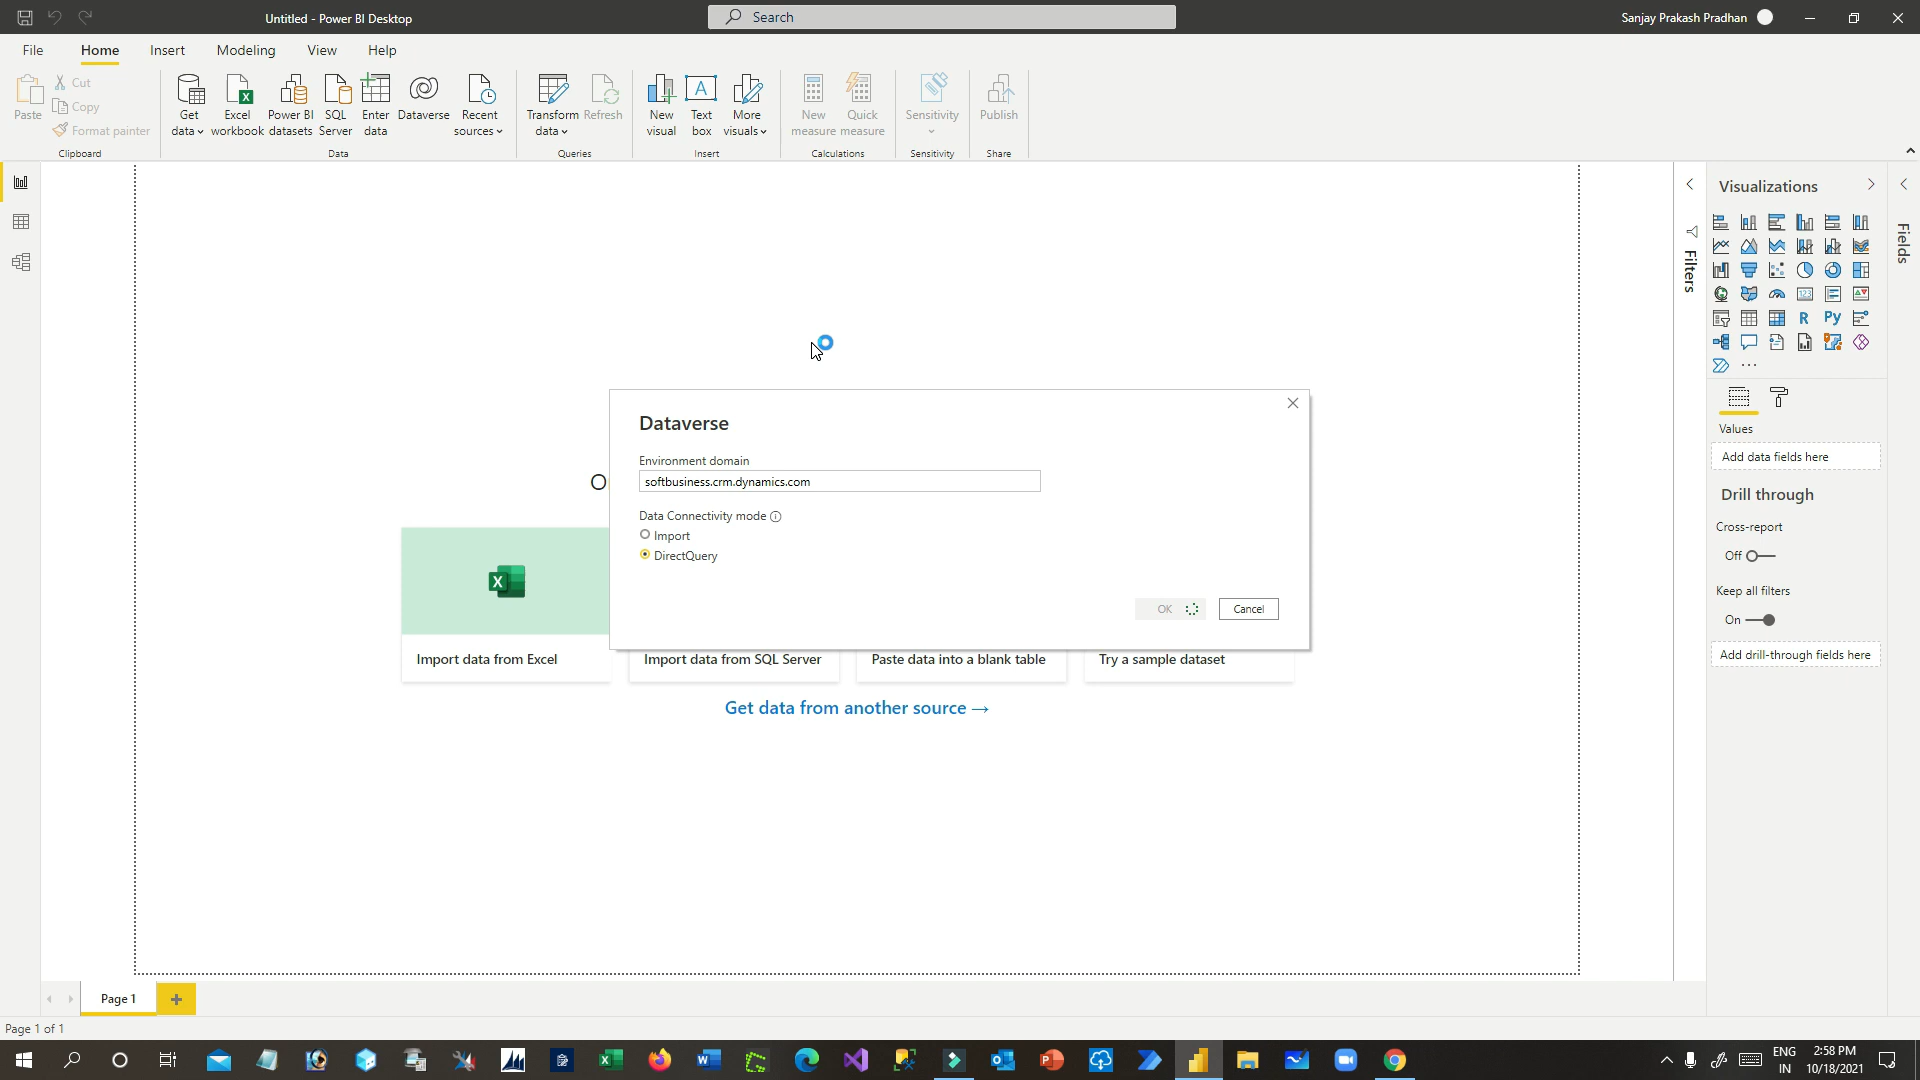 Untitled - Power BI Desktop
Search
Sanjay Prakash Pradhan
File Home Insert Modeling View Help
Paste
Cut
Copy
Format painter
Clipboard
Get data
Excel workbook
Power BI datasets
SQL Server
Enter data
Dataverse
Recent sources
Data
Transform data
Refresh
Queries
New visual
Text box
More visuals
Insert
New measure
Quick measure
Calculations
Sensitivity
Sensitivity
Publish
Share
Filters
Visualizations
Fields
R
Py
123
Values
Add data fields here
Drill through
Cross-report
Off
Keep all filters
On
Add drill-through fields here
O
Dataverse
Environment domain
softbusiness.crm.dynamics.com
Data Connectivity mode
Import
DirectQuery
OK
Cancel
Import data from Excel
Import data from SQL Server
Paste data into a blank table
Try a sample dataset
Get data from another source →
Page 1
Page 1 of 1
ENG
IN
2:58 PM
10/18/2021